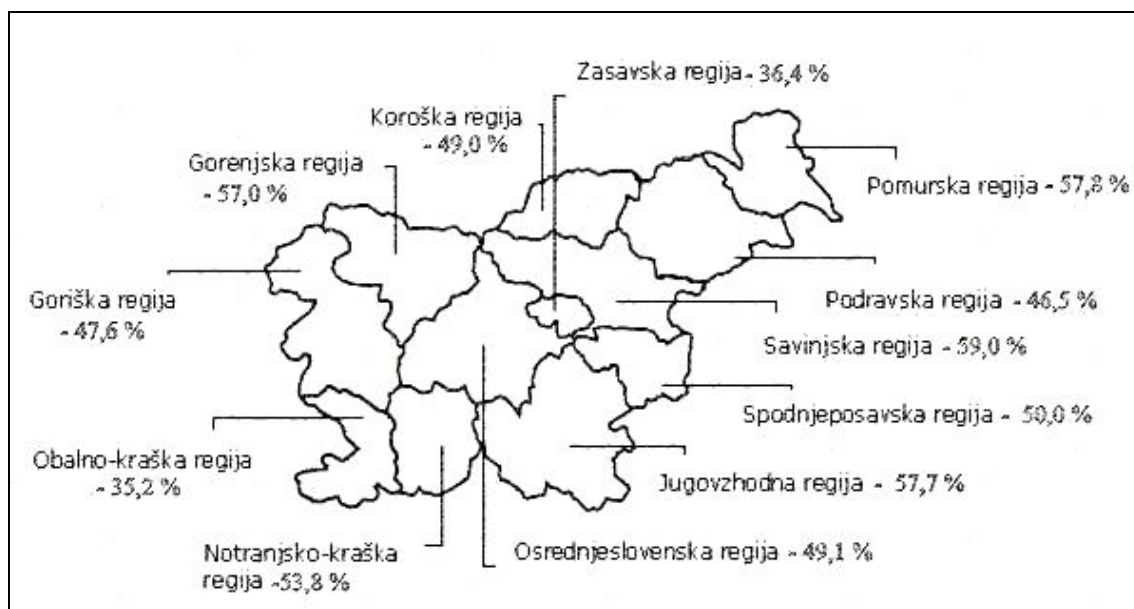 Zasavska regija - 36,4 %
Koroška regija
- 49,0 %
Gorenjska regija
- 57,0 %
Pomurska regija - 57,8 %
Goriška regija
- 47,6 %
Podravska regija - 46,5 %
Savinjska regija - 59,0 %
Spodnjeposavska regija - 50,0 %
Obalno-kraška regija
- 35,2 %
Jugovzhodna regija - 57,7 %
Notranjsko-kraška
regija -53,8 %
Osrednjeslovenska regija - 49,1 %